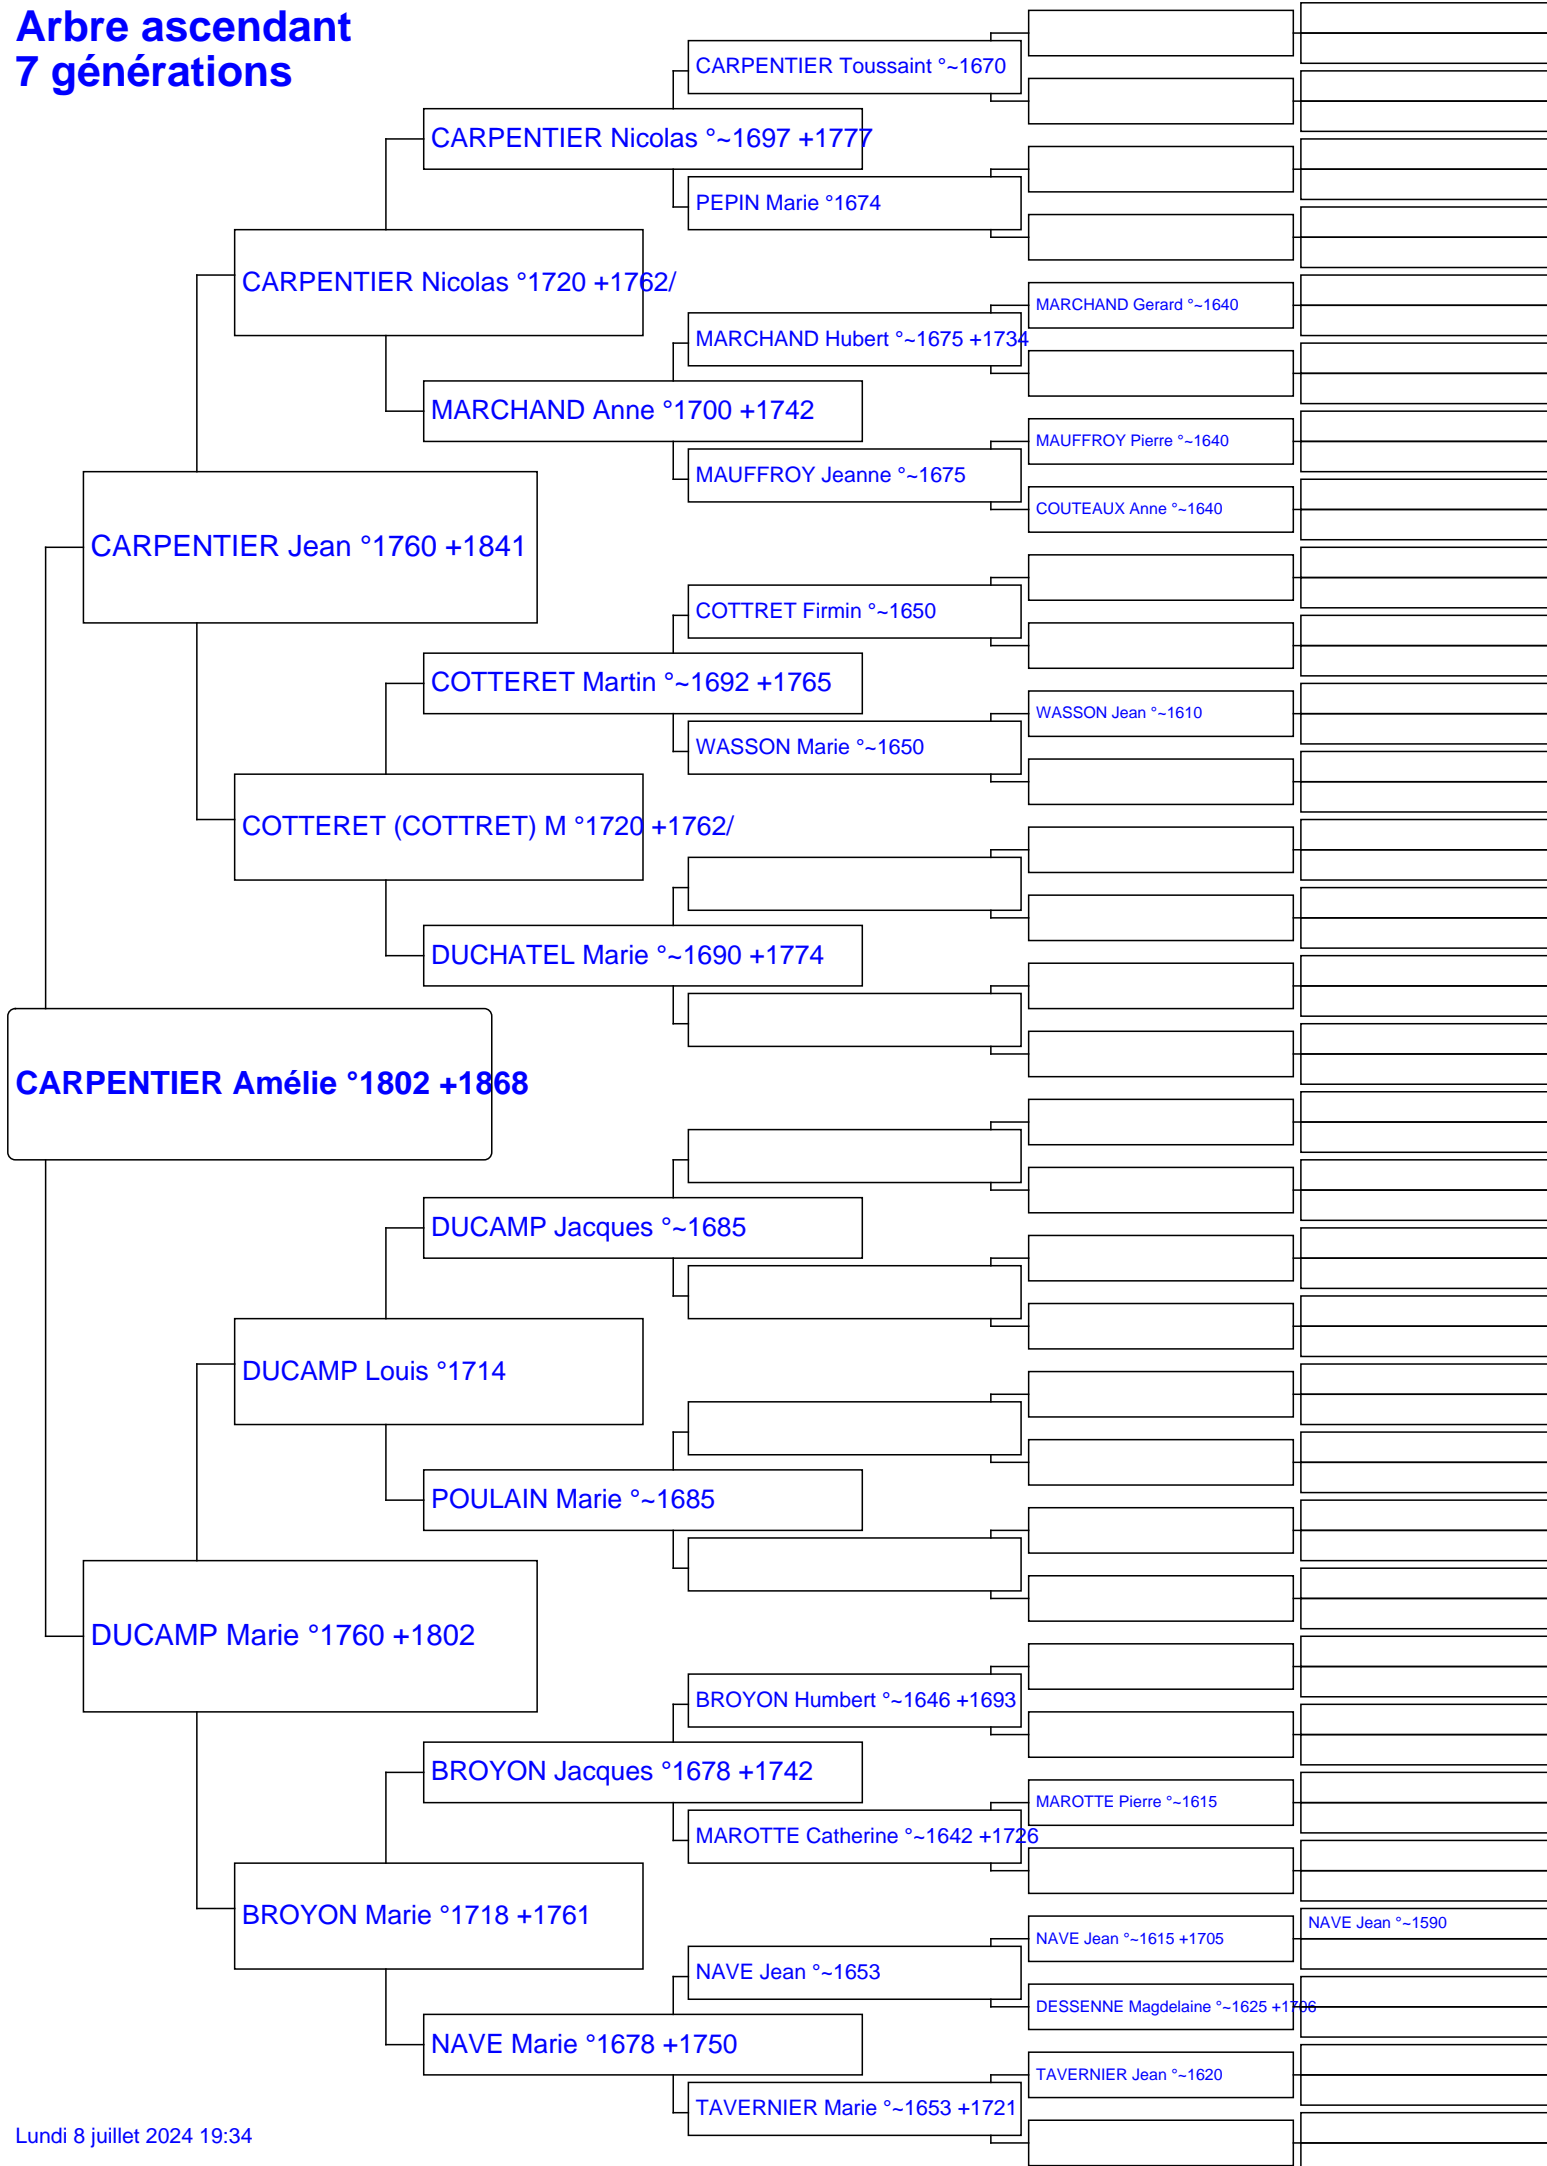 Arbre ascendant
7 générations
CARPENTIER Toussaint °~1670
CARPENTIER Nicolas °~1697 +1777
PEPIN Marie °1674
CARPENTIER Nicolas °1720 +1762/
MARCHAND Gerard °~1640
MARCHAND Hubert °~1675 +1734
MARCHAND Anne °1700 +1742
MAUFFROY Pierre °~1640
MAUFFROY Jeanne °~1675
COUTEAUX Anne °~1640
CARPENTIER Jean °1760 +1841
COTTRET Firmin °~1650
COTTERET Martin °~1692 +1765
WASSON Jean °~1610
WASSON Marie °~1650
COTTERET (COTTRET) M °1720 +1762/
DUCHATEL Marie °~1690 +1774
CARPENTIER Amélie °1802 +1868
DUCAMP Jacques °~1685
DUCAMP Louis °1714
POULAIN Marie °~1685
DUCAMP Marie °1760 +1802
BROYON Humbert °~1646 +1693
BROYON Jacques °1678 +1742
MAROTTE Pierre °~1615
MAROTTE Catherine °~1642 +1726
BROYON Marie °1718 +1761
NAVE Jean °~1590
NAVE Jean °~1615 +1705
NAVE Jean °~1653
DESSENNE Magdelaine °~1625 +1706
NAVE Marie °1678 +1750
TAVERNIER Jean °~1620
TAVERNIER Marie °~1653 +1721
Lundi 8 juillet 2024 19:34